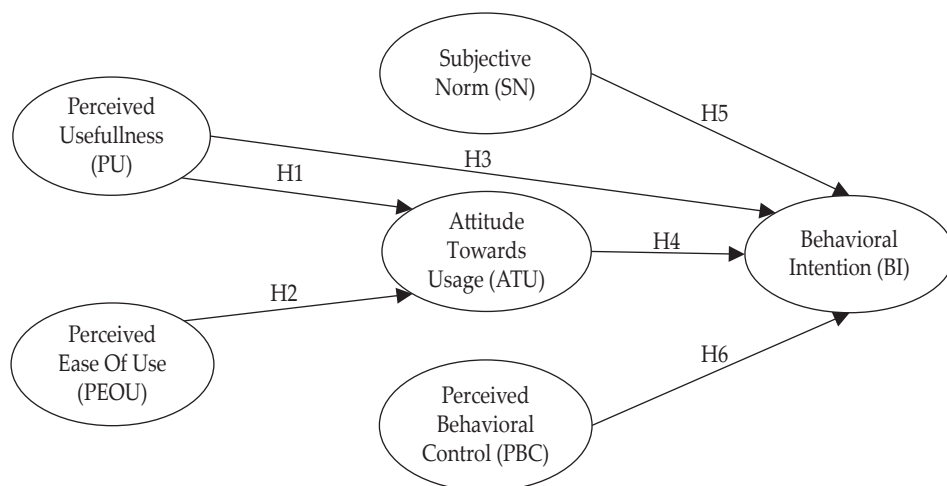 Subjective
Norm (SN)
Perceived
Usefullness
(PU)
H5
H3
H1
Attitude
Towards
Usage (ATU)
H4
Behavioral
Intention (BI)
H2
Perceived
Ease Of Use
(PEOU)
H6
Perceived
Behavioral
Control (PBC)